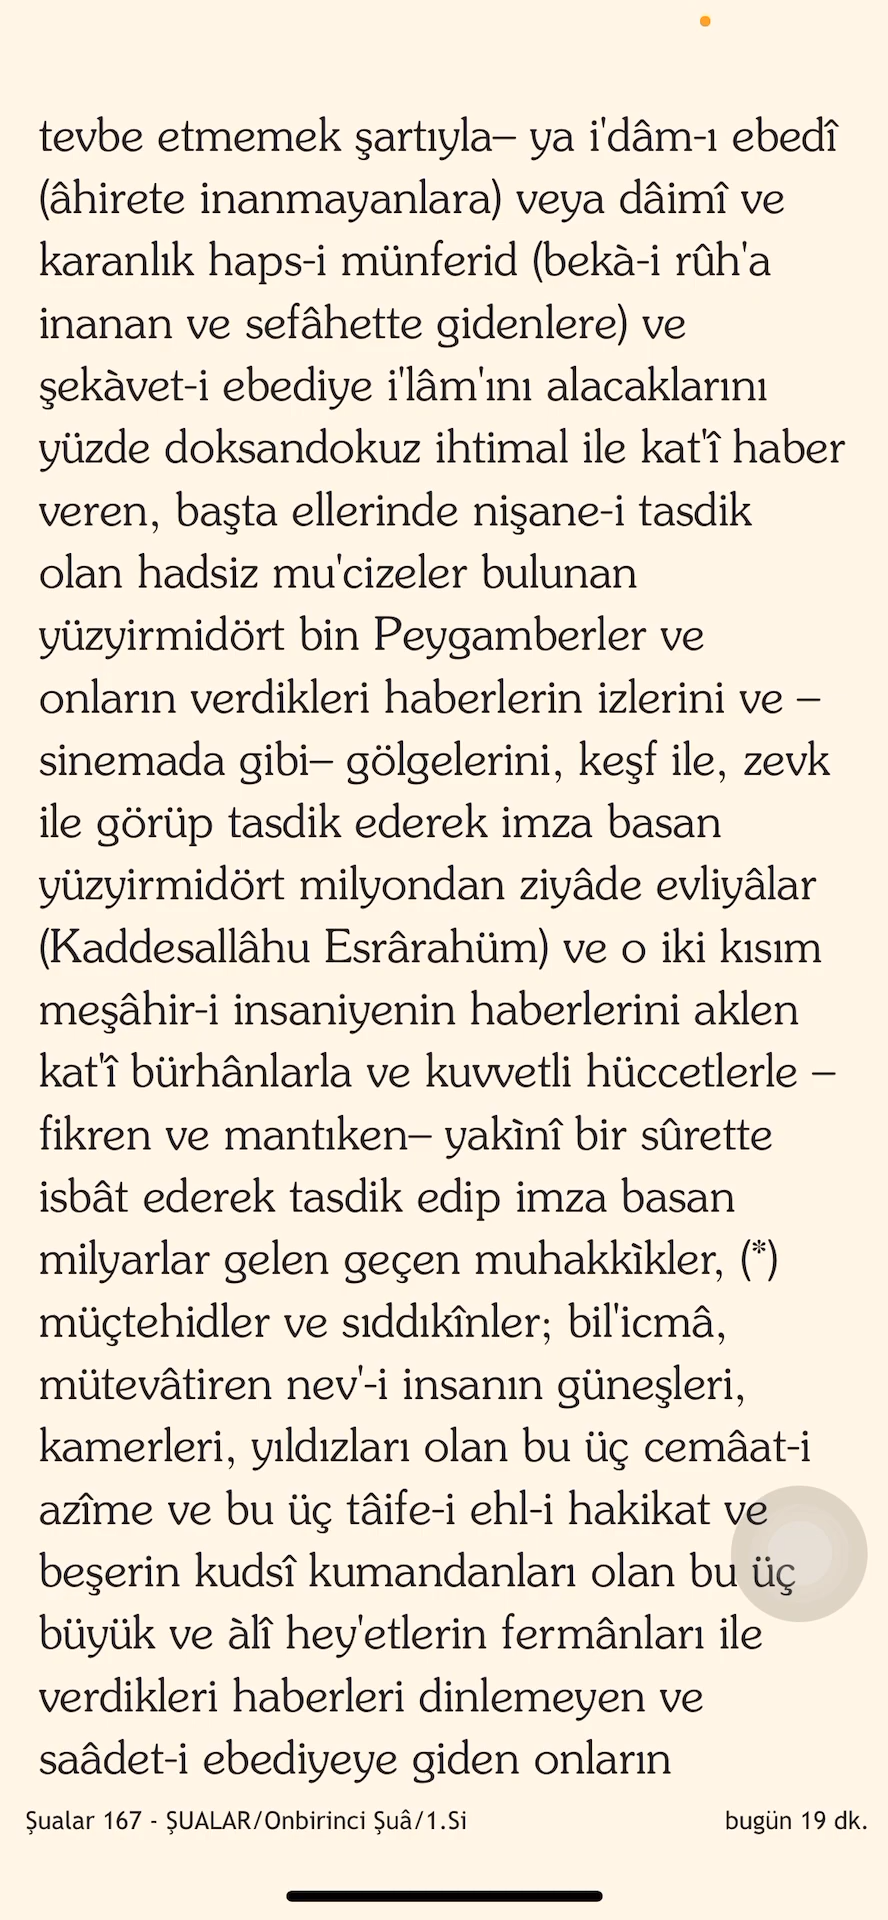 tevbe etmemek şartıyla– ya i'dâm-ı ebedî
(âhirete inanmayanlara) veya dâimî ve
karanlık haps-i münferid (bekà-i rûh'a
inanan ve sefâhette gidenlere) ve
şekàvet-i ebediye i'lâm'ını alacaklarını
yüzde doksandokuz ihtimal ile kat'î haber
veren, başta ellerinde nişane-i tasdik
olan hadsiz mu'cizeler bulunan
yüzyirmidört bin Peygamberler ve
onların verdikleri haberlerin izlerini ve –
sinemada gibi– gölgelerini, keşf ile, zevk
ile görüp tasdik ederek imza basan
yüzyirmidört milyondan ziyâde evliyâlar
(Kaddesallâhu Esrârahüm) ve o iki kısım
meşâhir-i insaniyenin haberlerini aklen
kat'î bürhânlarla ve kuvvetli hüccetlerle –
fikren ve mantıken– yakìnî bir sûrette
isbât ederek tasdik edip imza basan
milyarlar gelen geçen muhakkìkler, (*)
müçtehidler ve sıddıkînler; bil'icmâ,
mütevâtiren nev'-i insanın güneşleri,
kamerleri, yıldızları olan bu üç cemâat-i
azîme ve bu üç tâife-i ehl-i hakikat ve
beşerin kudsî kumandanları olan bu üç
büyük ve àlî hey'etlerin fermânları ile
verdikleri haberleri dinlemeyen ve
saâdet-i ebediyeye giden onların
Şualar 167 - ŞUALAR/Onbirinci Şuâ/1.Si bugün 19 dk.